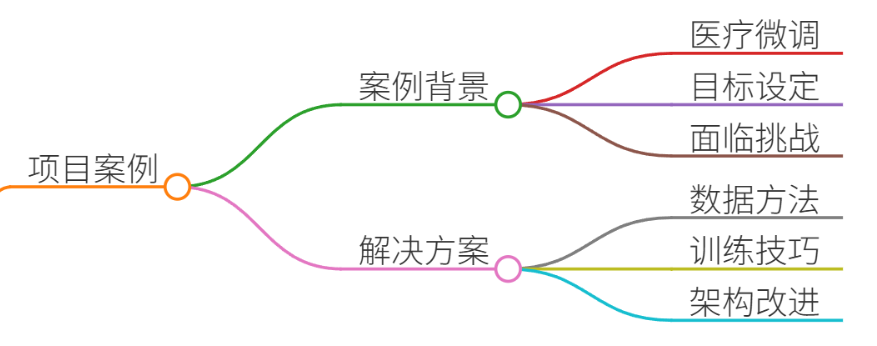 项目案例
案例背景
医疗微调
目标设定
面临挑战
解决方案
数据方法
训练技巧
架构改进